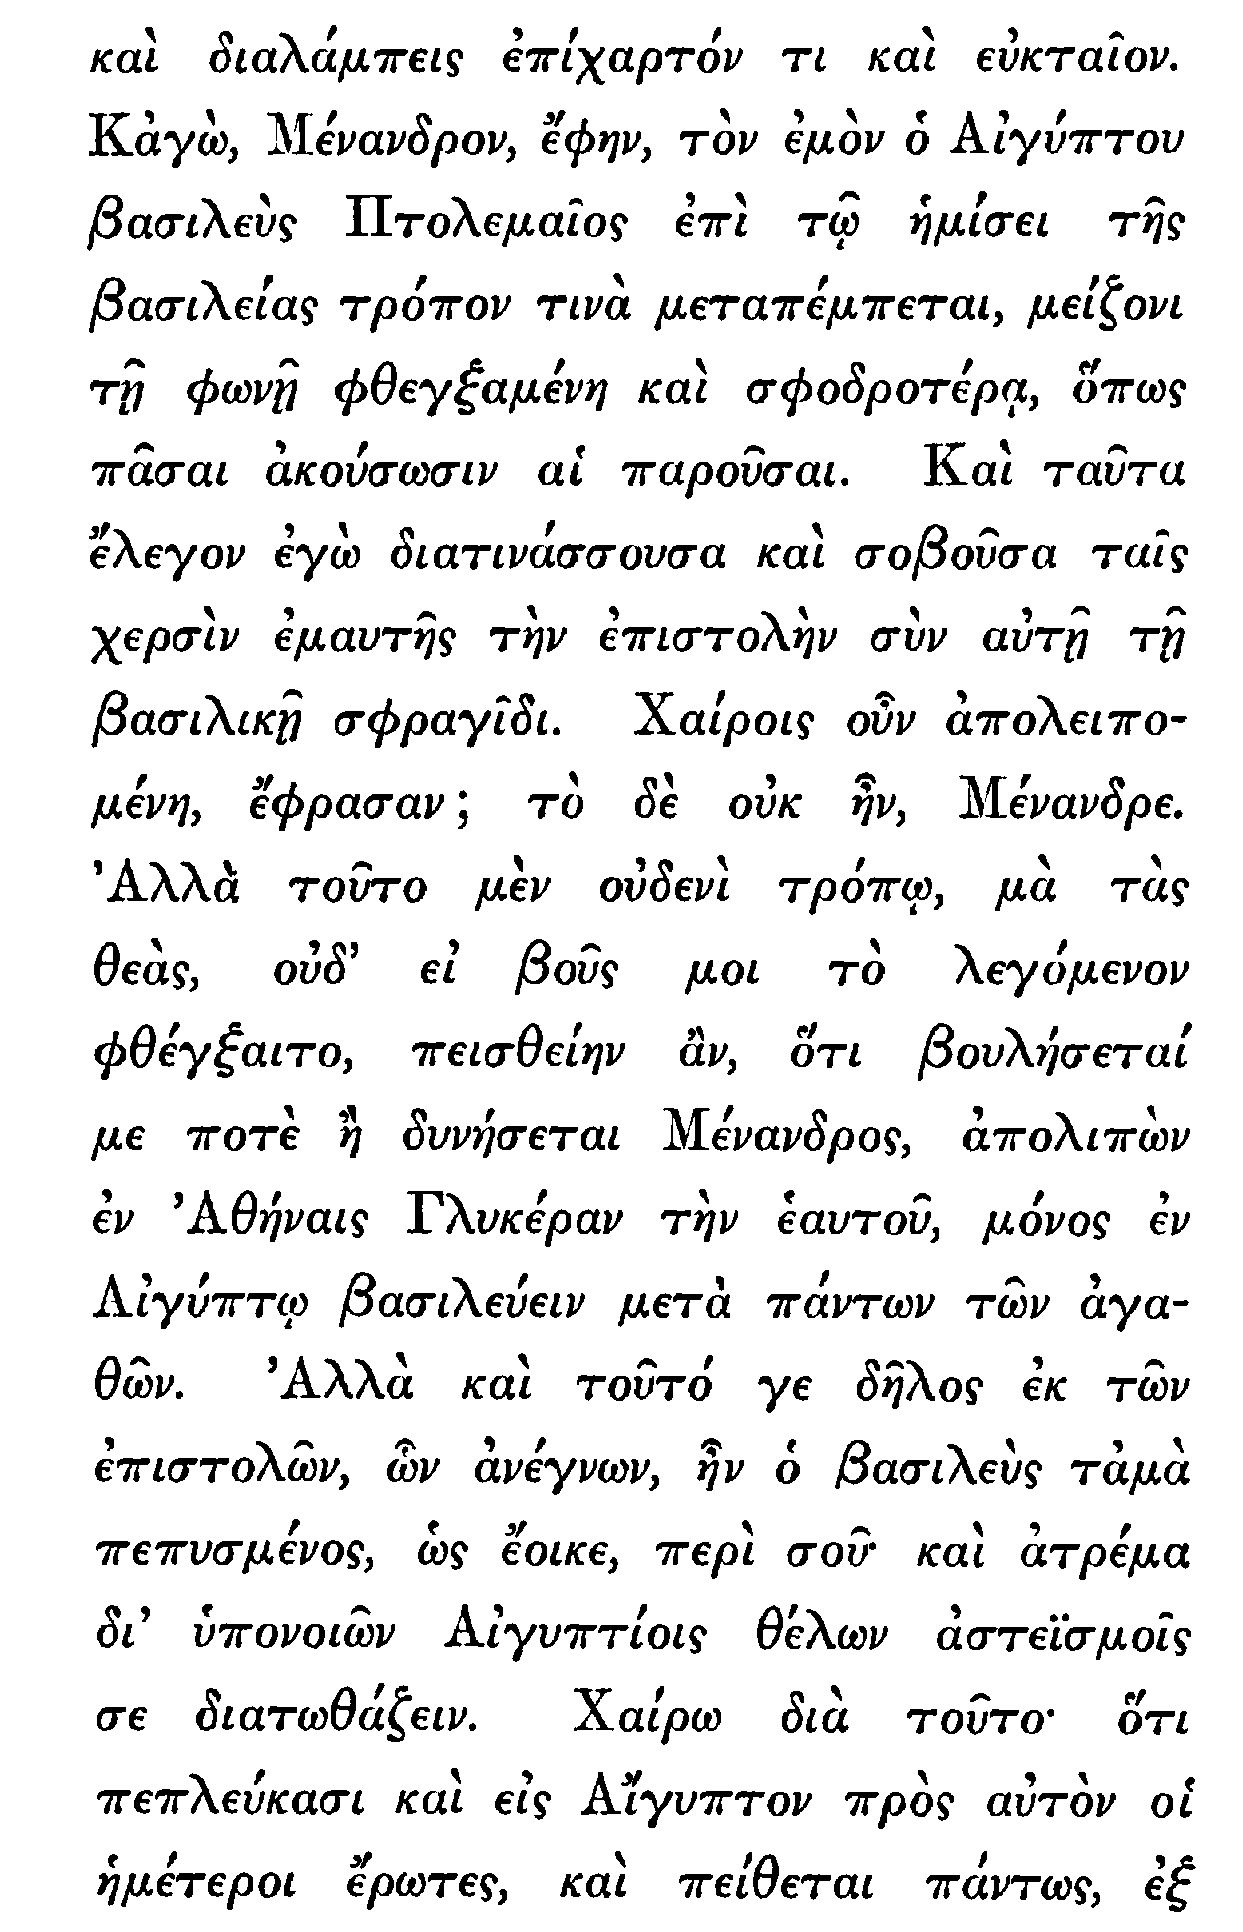 καὶ διαλάμπεις ἐπίχαρτόν τι καὶ εὐκταῖον.
Κἀγὼ, Μένανδρον, ἔφην, τὸν ἐμὸν ὁ Αἰγύπτου
βασιλεὺς Πτολεμαῖος ἐπὶ τῷ ἡμίσει τῆς
βασιλείας τρόπον τινὰ μεταπέμπεται, μείζονι
τῇ φωνῇ φθεγξαμένη καὶ σφοδροτέρᾳ, ὅπως
πᾶσαι ἀκούσωσιν αἱ παροῦσαι. Καὶ ταῦτα
ἔλεγον ἐγὼ διατινάσσουσα καὶ σοβοῦσα ταῖς
χερσὶν ἐμαυτῆς τὴν ἐπιστολὴν σὺν αὐτῇ τῇ
βασιλικῇ σφραγῖδι. Χαίροις οὖν ἀπολειπο-
μένη, ἔφρασαν; τὸ δὲ οὐκ ἦν, Μένανδρε.
Ἀλλὰ τοῦτο μὲν οὐδενὶ τρόπῳ, μὰ τὰς
θεὰς, οὐδ’ εἰ βοῦς μοι τὸ λεγόμενον
φθέγξαιτο, πεισθείην ἂν, ὅτι βουλήσεταί
με ποτὲ ἢ δυνήσεται Μένανδρος, ἀπολιπὼν
ἐν Ἀθήναις Γλυκέραν τὴν ἑαυτοῦ, μόνος ἐν
Αἰγύπτῳ βασιλεύειν μετὰ πάντων τῶν ἀγα-
θῶν. Ἀλλὰ καὶ τοῦτό γε δῆλος ἐκ τῶν
ἐπιστολῶν, ὧν ἀνέγνων, ἦν ὁ βασιλεὺς τἀμὰ
πεπυσμένος, ὡς ἔοικε, περὶ σοῦ· καὶ ἀτρέμα
δι’ ὑπονοιῶν Αἰγυπτίοις θέλων ἀστεϊσμοῖς
σε διατωθάζειν. Χαίρω διὰ τοῦτο· ὅτι
πεπλεύκασι καὶ εἰς Αἴγυπτον πρὸς αὐτὸν οἱ
ἡμέτεροι ἔρωτες, καὶ πείθεται πάντως, ἐξ